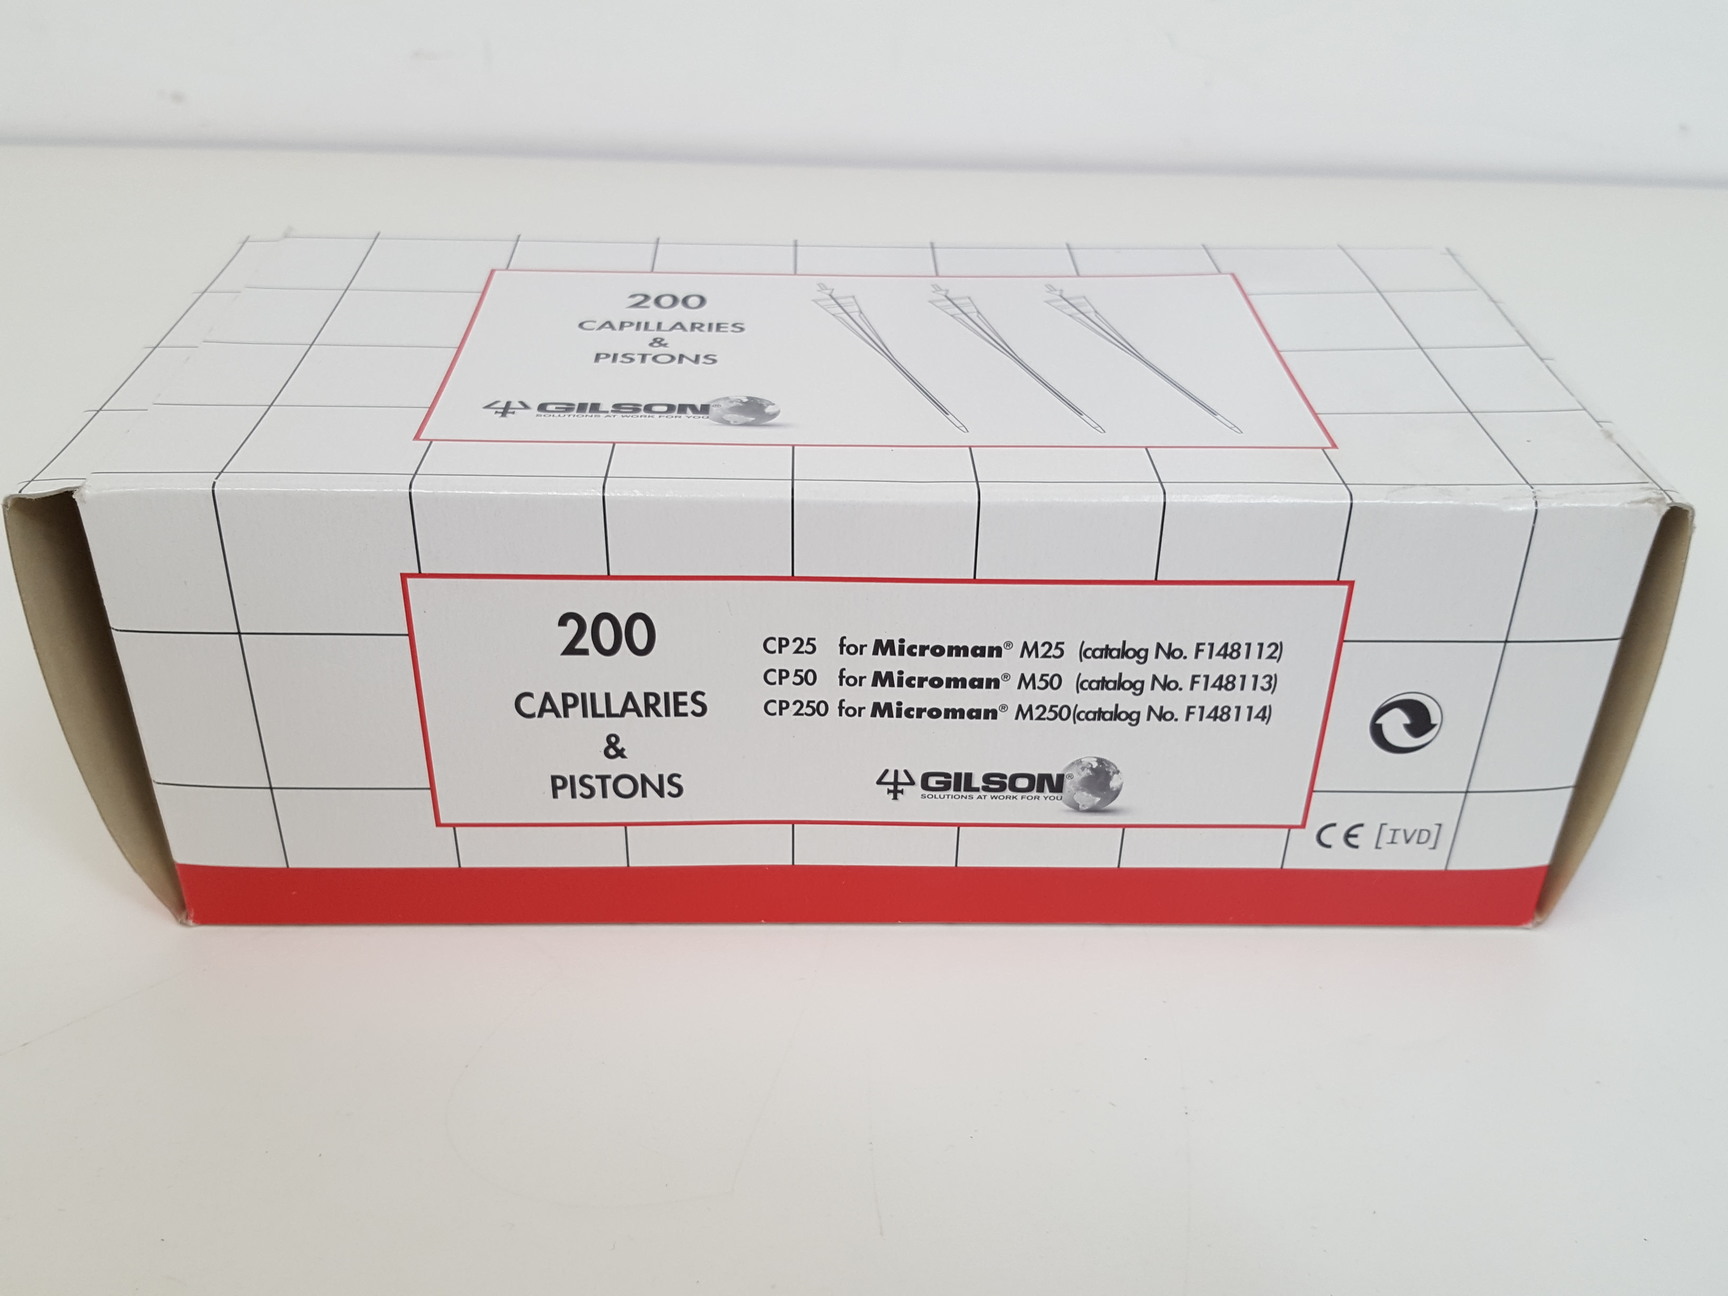 200
CAPILLARIES
&
PISTONS
GILSON
SOLUTIONS AT WORK FOR YOU
200
CAPILLARIES
&
PISTONS
CP25 for Microman® M25 (catalog No. F148112)
CP50 for Microman® M50 (catalog No. F148113)
CP250 for Microman® M250(catalog No. F148114)
GILSON®
SOLUTIONS AT WORK FOR YOU
CE [IVD]